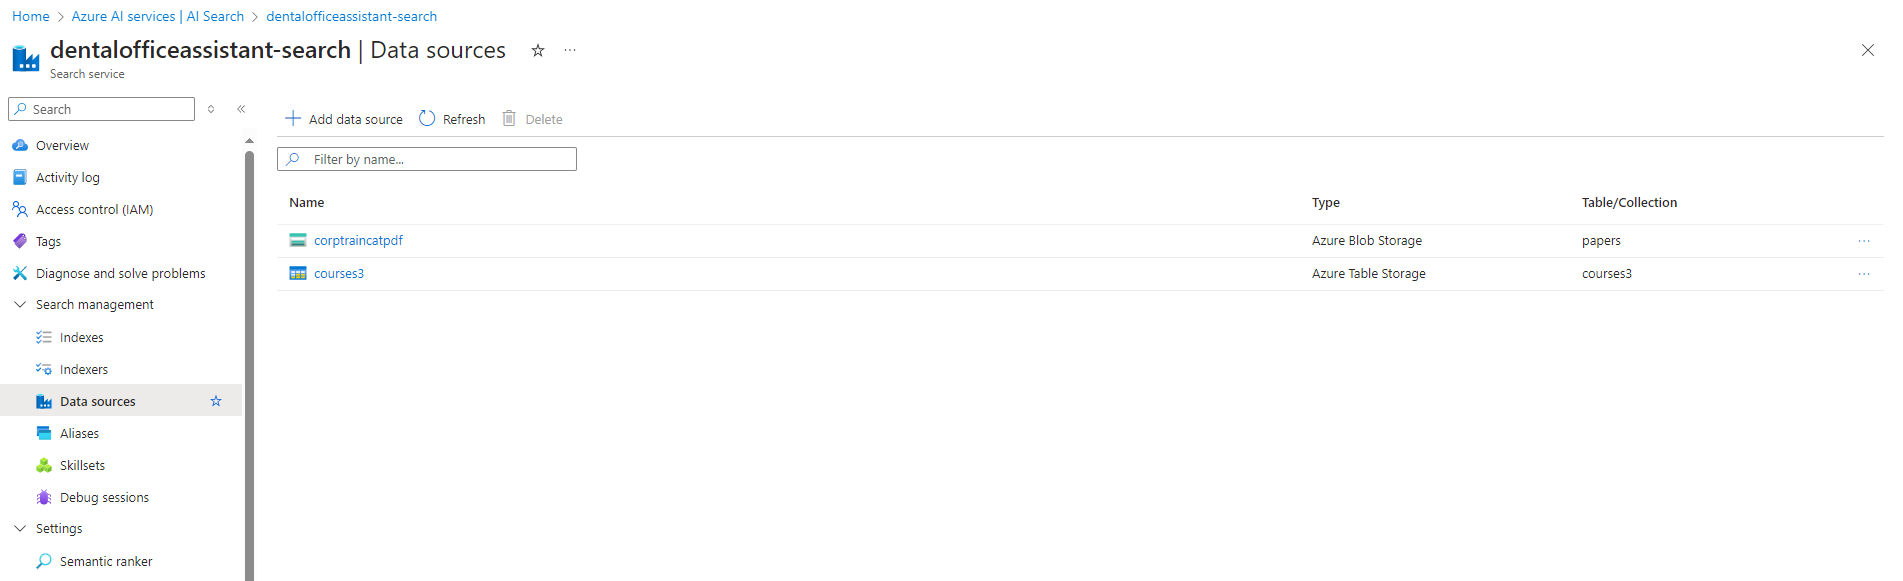 Home > Azure AI services | AI Search > dentalofficeassistant-search
dentalofficeassistant-search | Data sources
Search service
Search
Overview
Activity log
Access control (IAM)
Tags
Diagnose and solve problems
Search management
Indexes
Indexers
Data sources
Aliases
Skillsets
Debug sessions
Settings
Semantic ranker
Add data source Refresh Delete
Filter by name...
Name Type Table/Collection
corptraincatpdf Azure Blob Storage papers
courses3 Azure Table Storage courses3